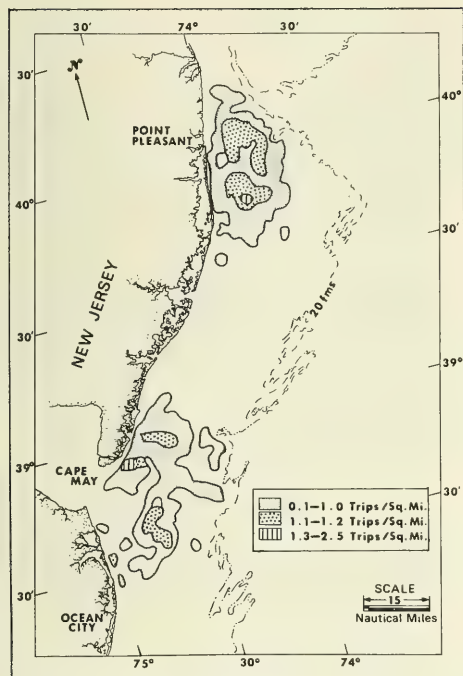 30′ 74° 30′
30′
N
40°
POINT
PLEASANT
40°
30′
NEW JERSEY
20 fms
30′
39°
39°
CAPE
MAY
30′
0.1–1.0 Trips/Sq.Mi.
1.1–1.2 Trips/Sq.Mi.
1.3–2.5 Trips/Sq.Mi.
30′
SCALE
15
Nautical Miles
OCEAN
CITY
75° 30° 74°